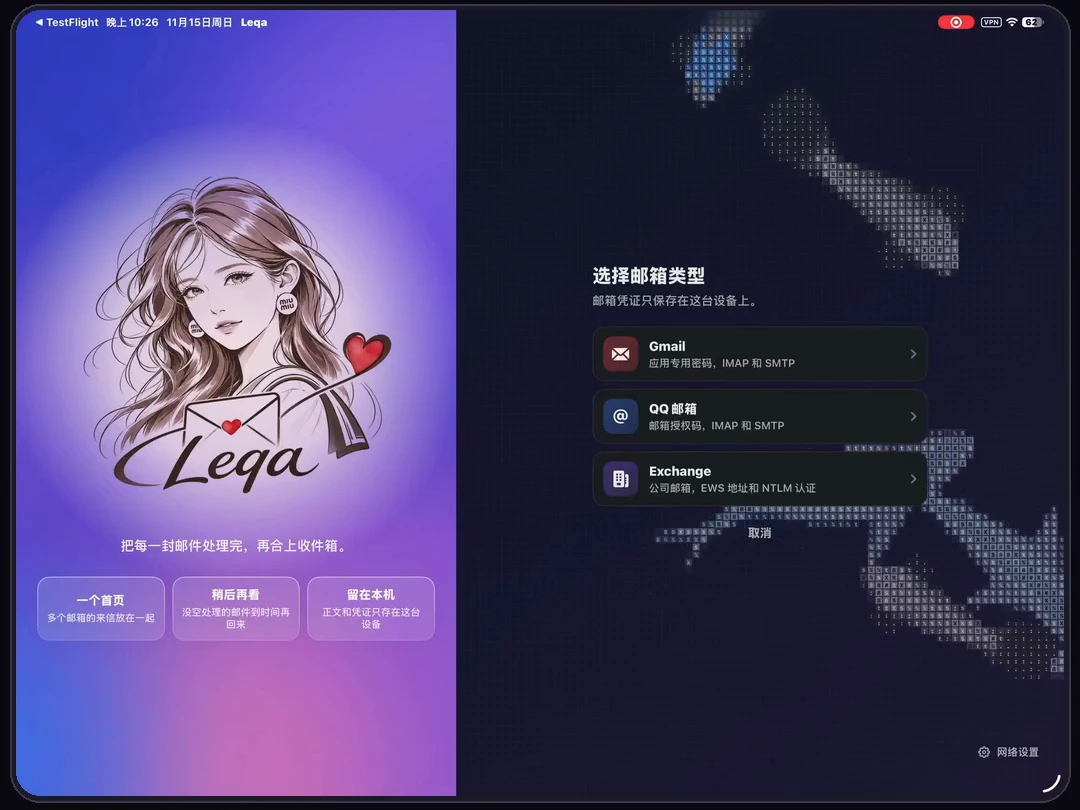 TestFlight 晚上10:26 11月15日周日 Leqa
VPN
62
miu
miu
miu
miu
Leqa
把每一封邮件处理完，再合上收件箱。
一个首页
多个邮箱的来信放在一起
稍后再看
没空处理的邮件到时间再
回来
留在本机
正文和凭证只存在这台
设备
选择邮箱类型
邮箱凭证只保存在这台设备上。
Gmail
应用专用密码，IMAP 和 SMTP
@
QQ 邮箱
邮箱授权码，IMAP 和 SMTP
Exchange
公司邮箱，EWS 地址和 NTLM 认证
取消
网络设置